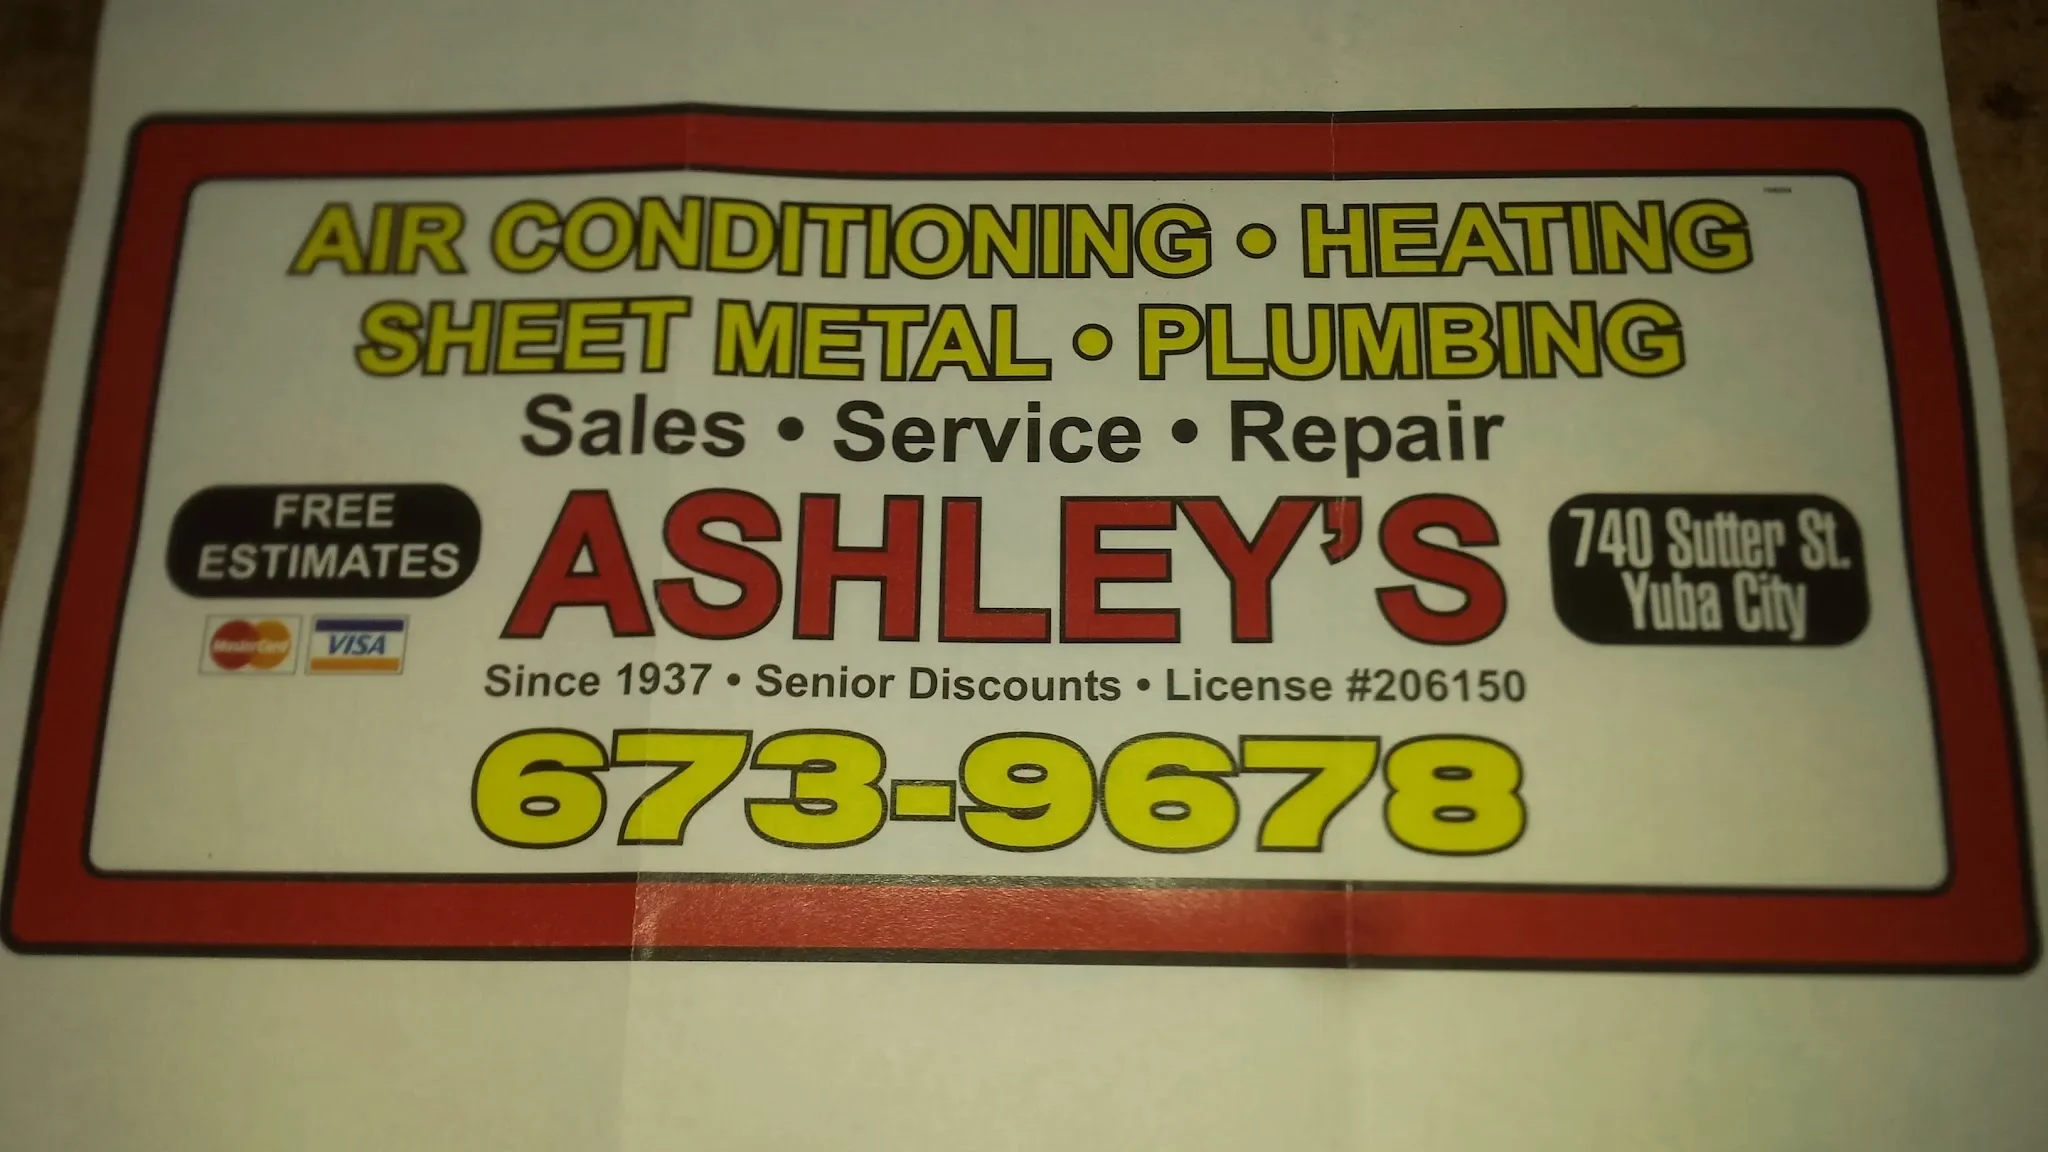 AIR CONDITIONING • HEATING
SHEET METAL • PLUMBING
Sales • Service • Repair
FREE
ESTIMATES
MasterCard
VISA
ASHLEY'S
740 Sutter St.
Yuba City
Since 1937 • Senior Discounts • License #206150
673-9678